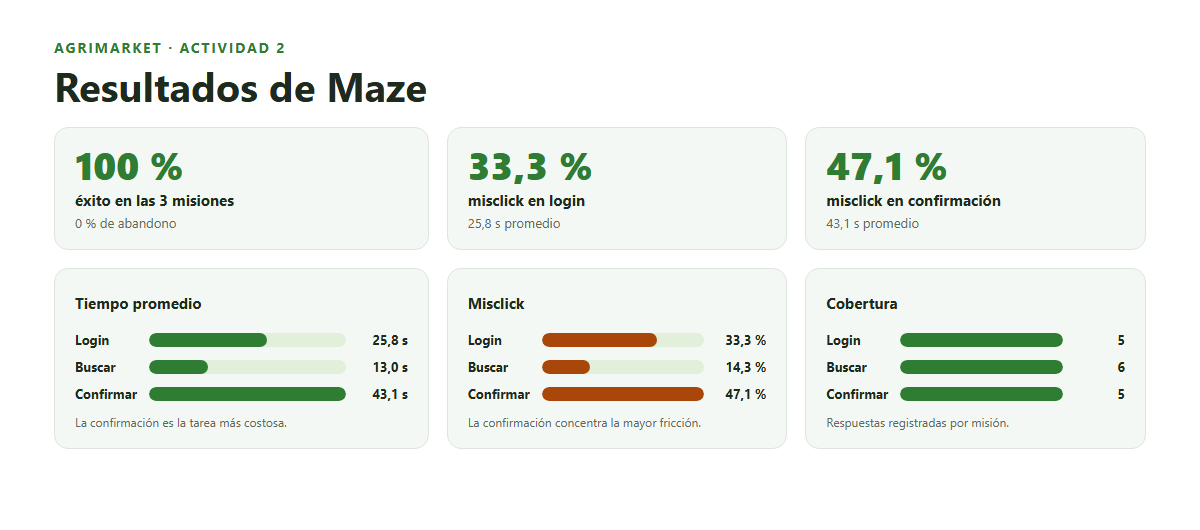 AGRIMARKET · ACTIVIDAD 2
Resultados de Maze
100 %
éxito en las 3 misiones
0 % de abandono
33,3 %
misclick en login
25,8 s promedio
47,1 %
misclick en confirmación
43,1 s promedio
Tiempo promedio
Login 25,8 s
Buscar 13,0 s
Confirmar 43,1 s
La confirmación es la tarea más costosa.
Misclick
Login 33,3 %
Buscar 14,3 %
Confirmar 47,1 %
La confirmación concentra la mayor fricción.
Cobertura
Login 5
Buscar 6
Confirmar 5
Respuestas registradas por misión.